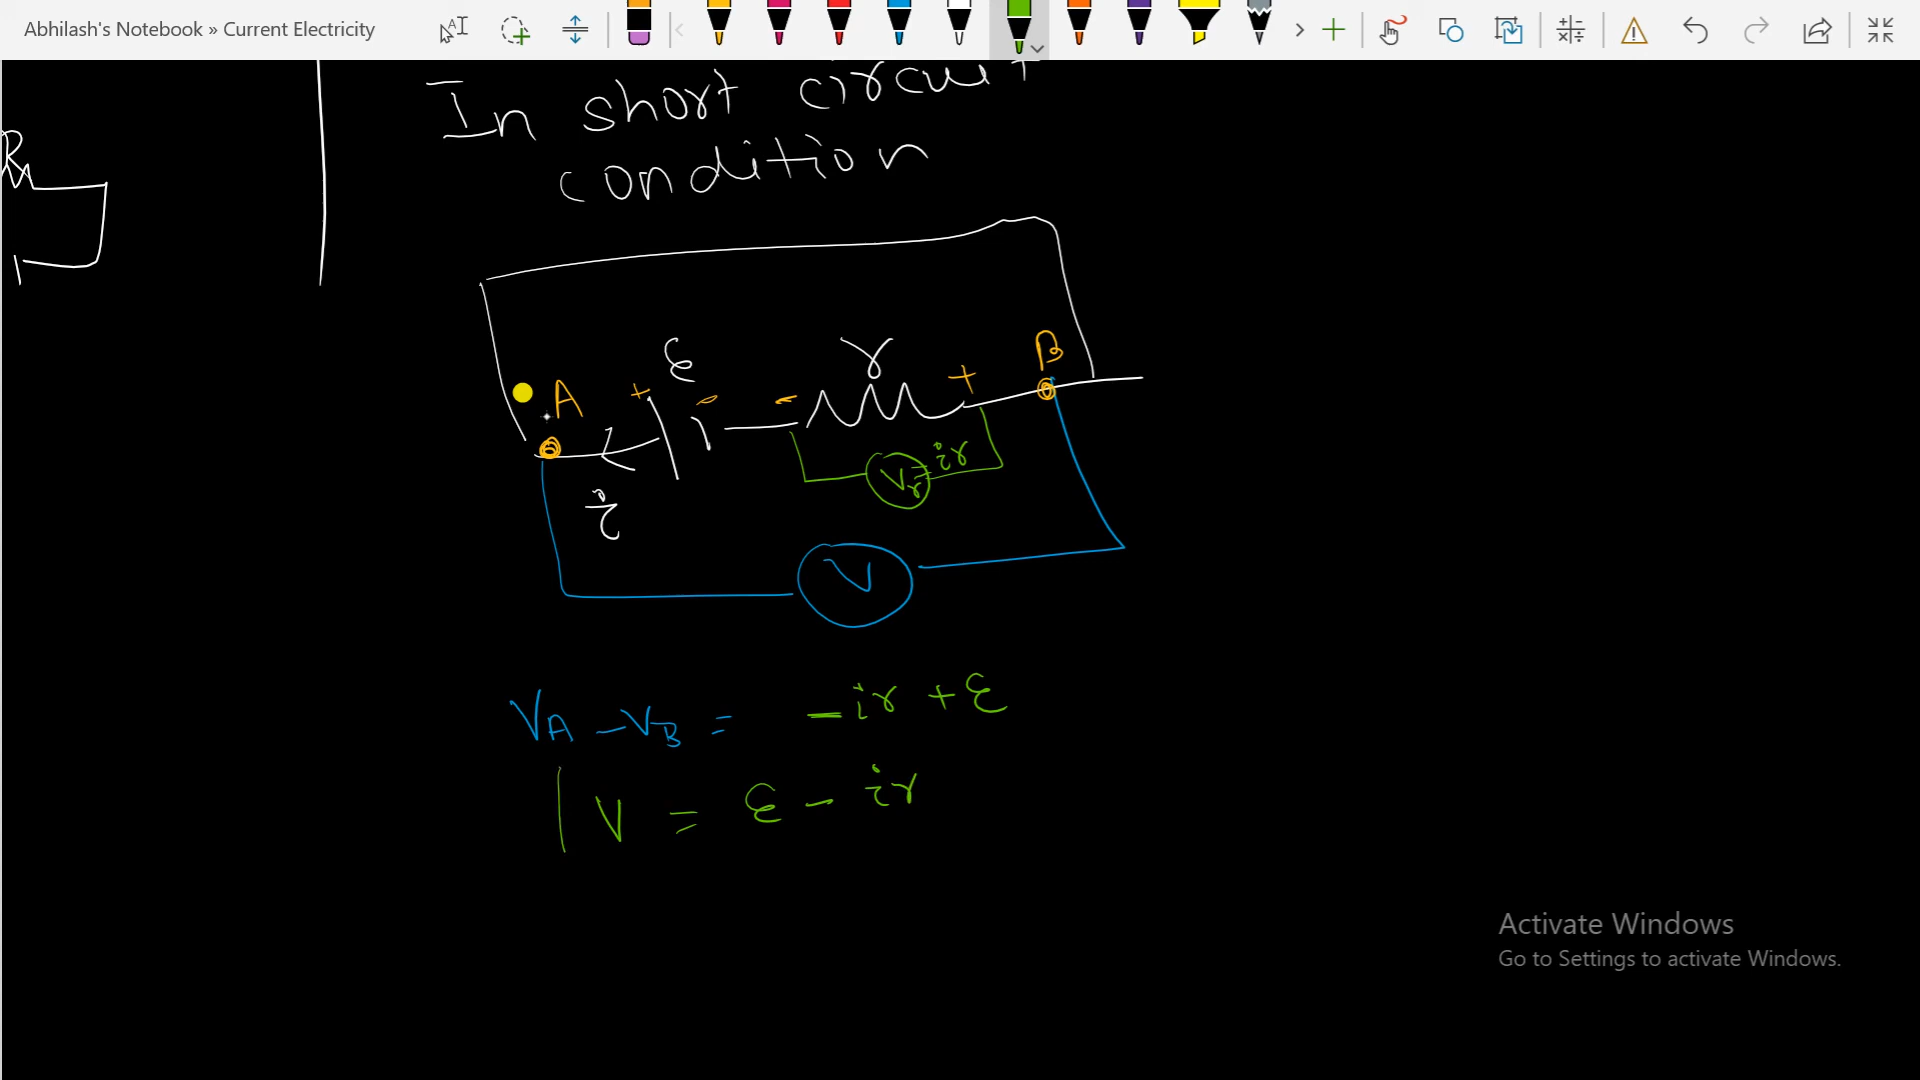 Abhilash's Notebook » Current Electricity
In short circuit
condition
R
ε
r
A
+
-
-
+
B
i
Vr = ir
V
VA - VB = -ir + ε
V = ε - ir
Activate Windows
Go to Settings to activate Windows.